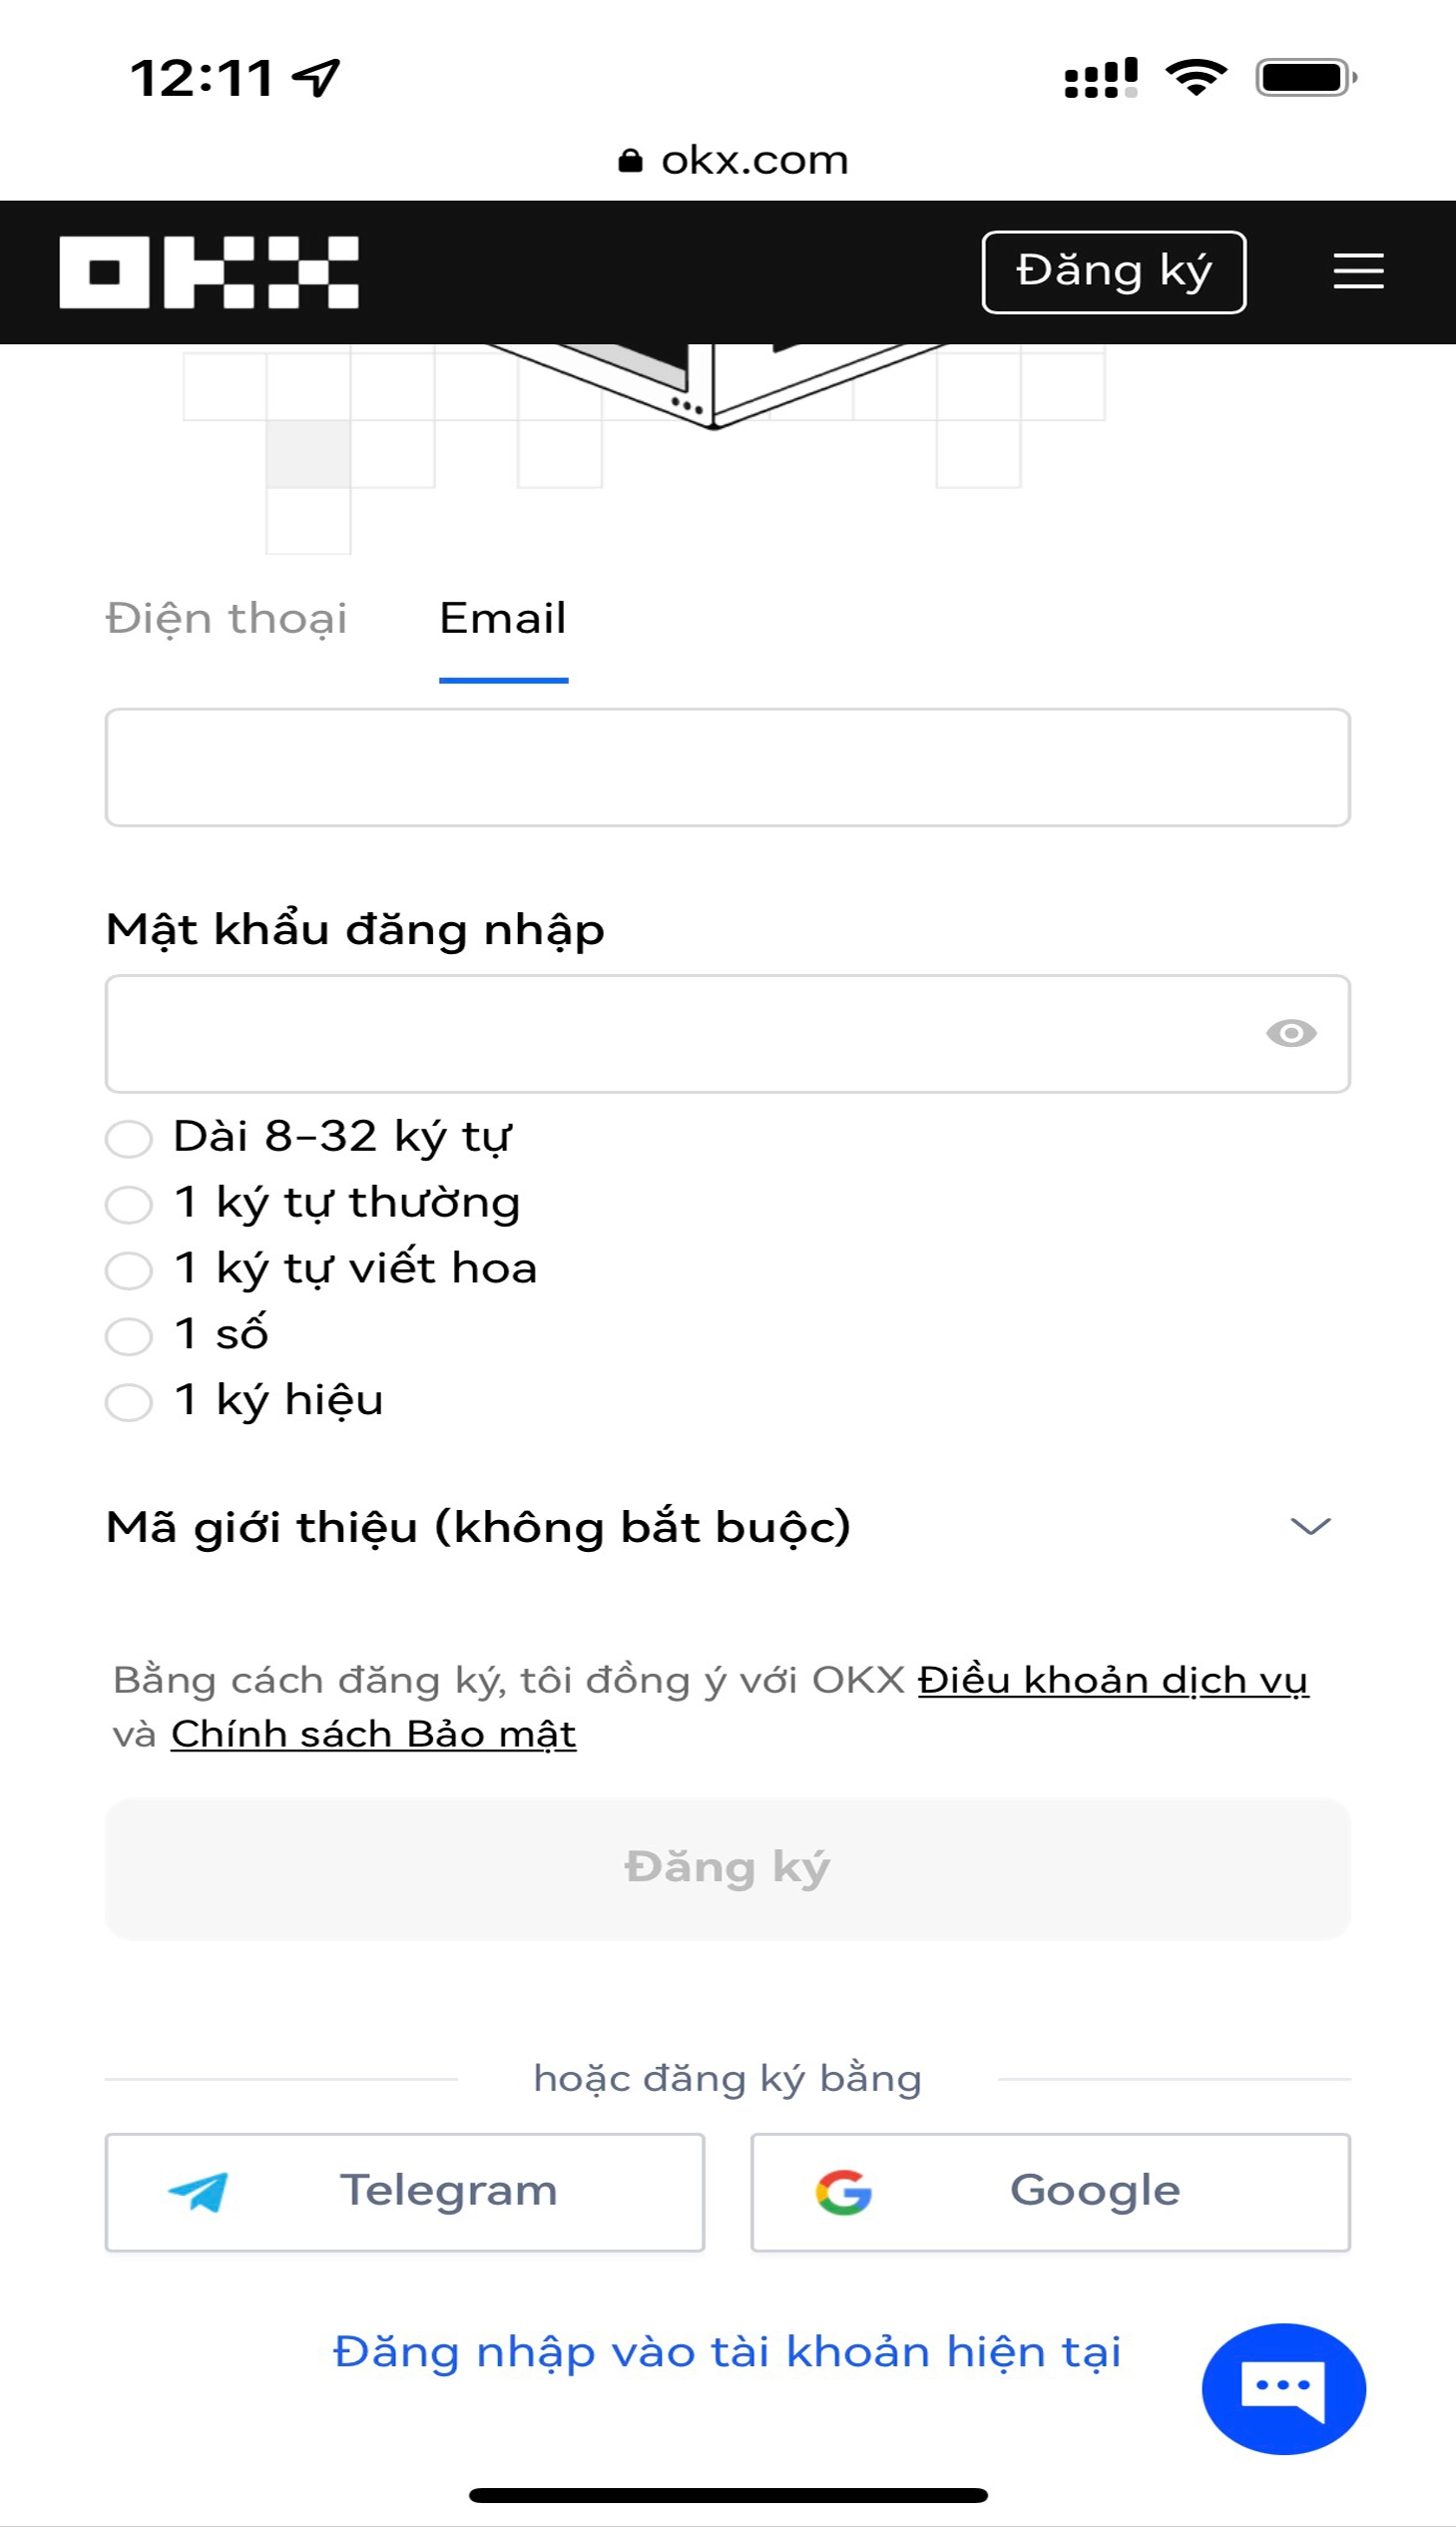 12:11
okx.com
OKX
Đăng ký
Điện thoại Email
Mật khẩu đăng nhập
Dài 8-32 ký tự
1 ký tự thường
1 ký tự viết hoa
1 số
1 ký hiệu
Mã giới thiệu (không bắt buộc)
Bằng cách đăng ký, tôi đồng ý với OKX Điều khoản dịch vụ
và Chính sách Bảo mật
Đăng ký
hoặc đăng ký bằng
Telegram Google
Đăng nhập vào tài khoản hiện tại